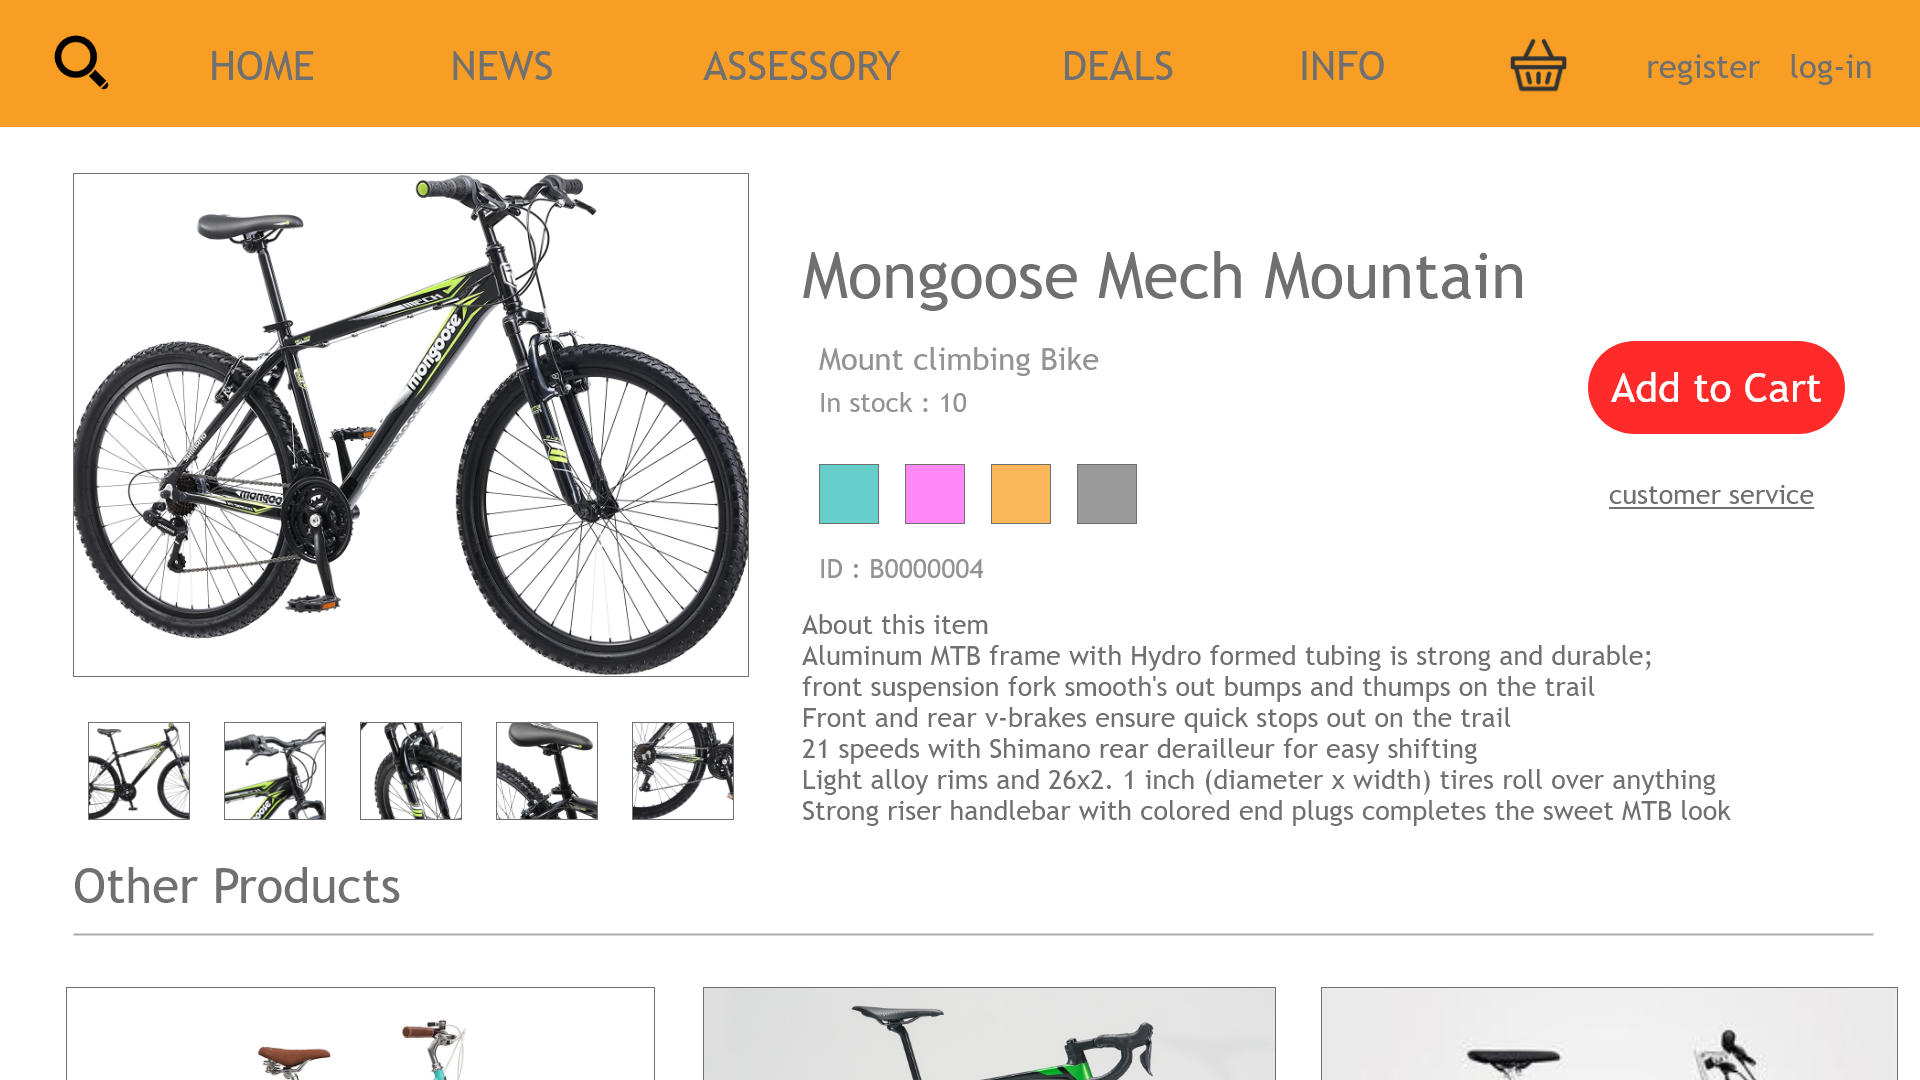 HOME NEWS ASSESSORY DEALS INFO register log-in
Mongoose Mech Mountain
Mount climbing Bike
In stock : 10
Add to Cart
customer service
ID : B0000004
About this item
Aluminum MTB frame with Hydro formed tubing is strong and durable;
front suspension fork smooth's out bumps and thumps on the trail
Front and rear v-brakes ensure quick stops out on the trail
21 speeds with Shimano rear derailleur for easy shifting
Light alloy rims and 26x2. 1 inch (diameter x width) tires roll over anything
Strong riser handlebar with colored end plugs completes the sweet MTB look
MECH
mongoose
mongoo
Other Products